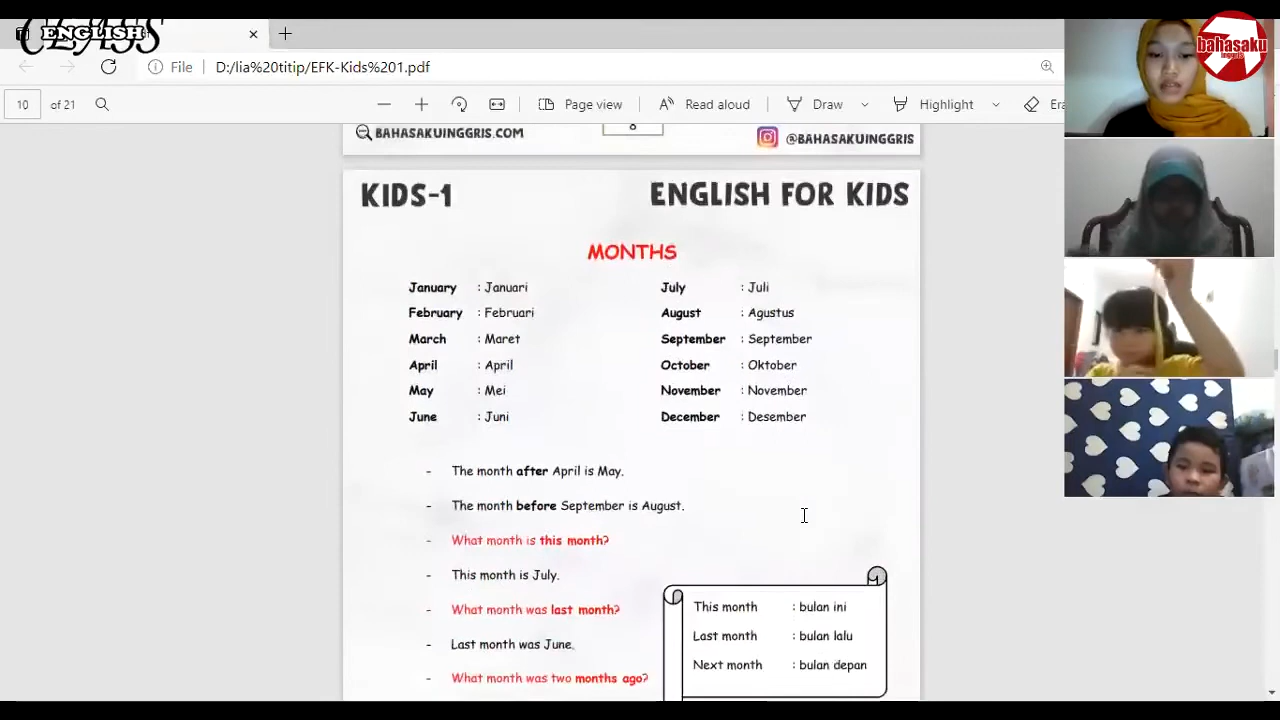 CLASS
ENGLISH
File D:/lia%20titip/EFK-Kids%201.pdf
10 of 21 Page view Read aloud Draw Highlight
BAHASAKUINGGRIS.COM
8
@BAHASAKUINGGRIS
KIDS-1 ENGLISH FOR KIDS
MONTHS
January : Januari July : Juli
February : Februari August : Agustus
March : Maret September : September
April : April October : Oktober
May : Mei November : November
June : Juni December : Desember
- The month after April is May.
- The month before September is August.
- What month is this month?
- This month is July.
- What month was last month?
- Last month was June.
- What month was two months ago?
This month : bulan ini
Last month : bulan lalu
Next month : bulan depan
bahasaku
inggris